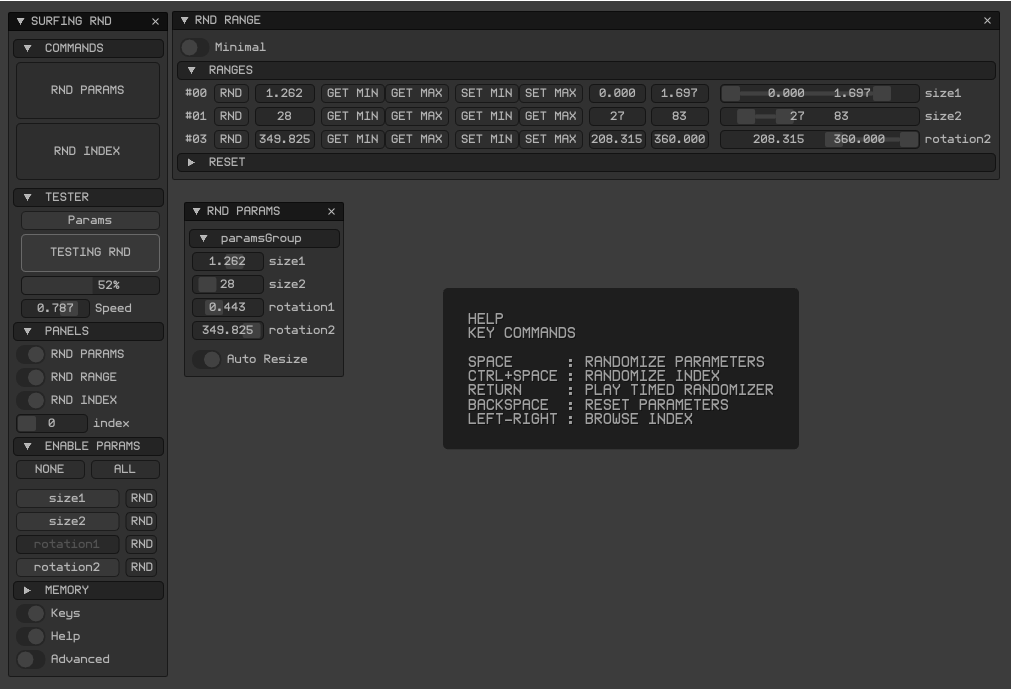 SURFING RND
COMMANDS
RND PARAMS
RND INDEX
TESTER
Params
TESTING RND
52%
0.787 Speed
PANELS
RND PARAMS
RND RANGE
RND INDEX
0 index
ENABLE PARAMS
NONE ALL
size1 RND
size2 RND
rotation1 RND
rotation2 RND
MEMORY
Keys
Help
Advanced
RND RANGE
Minimal
RANGES
#00 RND 1.262 GET MIN GET MAX SET MIN SET MAX 0.000 1.697 0.000 1.697 size1
#01 RND 28 GET MIN GET MAX SET MIN SET MAX 27 83 27 83 size2
#03 RND 349.825 GET MIN GET MAX SET MIN SET MAX 208.315 360.000 208.315 360.000 rotation2
RESET
RND PARAMS
paramsGroup
1.262 size1
28 size2
0.443 rotation1
349.825 rotation2
Auto Resize
HELP
KEY COMMANDS
SPACE : RANDOMIZE PARAMETERS
CTRL+SPACE : RANDOMIZE INDEX
RETURN : PLAY TIMED RANDOMIZER
BACKSPACE : RESET PARAMETERS
LEFT-RIGHT : BROWSE INDEX